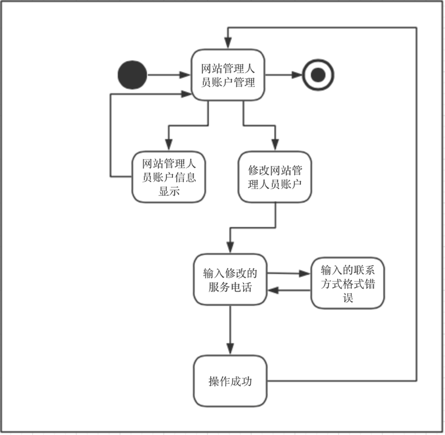 网站管理人
员账户管理
网站管理人
员账户信息
显示
修改网站管
理人员账户
输入修改的
服务电话
输入的联系
方式格式错
误
操作成功